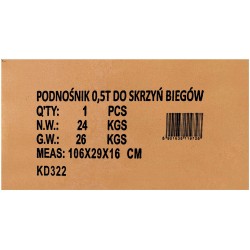 PODNOŚNIK 0,5T DO SKRZYŃ BIEGÓW
Q'TY: 1 PCS
N.W.: 24 KGS
G.W.: 26 KGS
MEAS: 106X29X16 CM
KD322